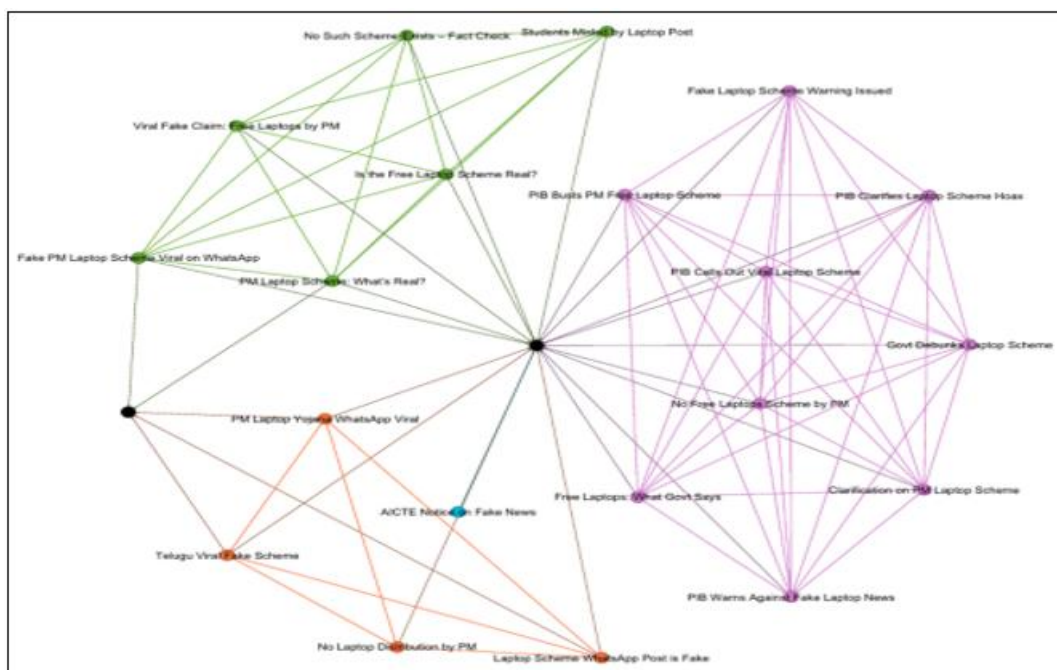 No Such Scheme Exists – Fact Check
Students Misled by Laptop Post
Fake Laptop Scheme Warning Issued
Viral Fake Claim: Free Laptops by PM
Is the Free Laptop Scheme Real?
PIB Busts PM Free Laptop Scheme
PIB Clarifies Laptop Scheme Hoax
Fake PM Laptop Scheme Viral on WhatsApp
PM Laptop Scheme: What's Real?
PIB Calls Out Viral Laptop Scheme
Govt Debunks Laptop Scheme
No Free Laptops Scheme by PM
PM Laptop Yojana WhatsApp Viral
Free Laptops: What Govt Says
Clarification on PM Laptop Scheme
AICTE Notice on Fake News
Telugu Viral Fake Scheme
PIB Warns Against Fake Laptop News
No Laptop Distribution by PM
Laptop Scheme WhatsApp Post is Fake